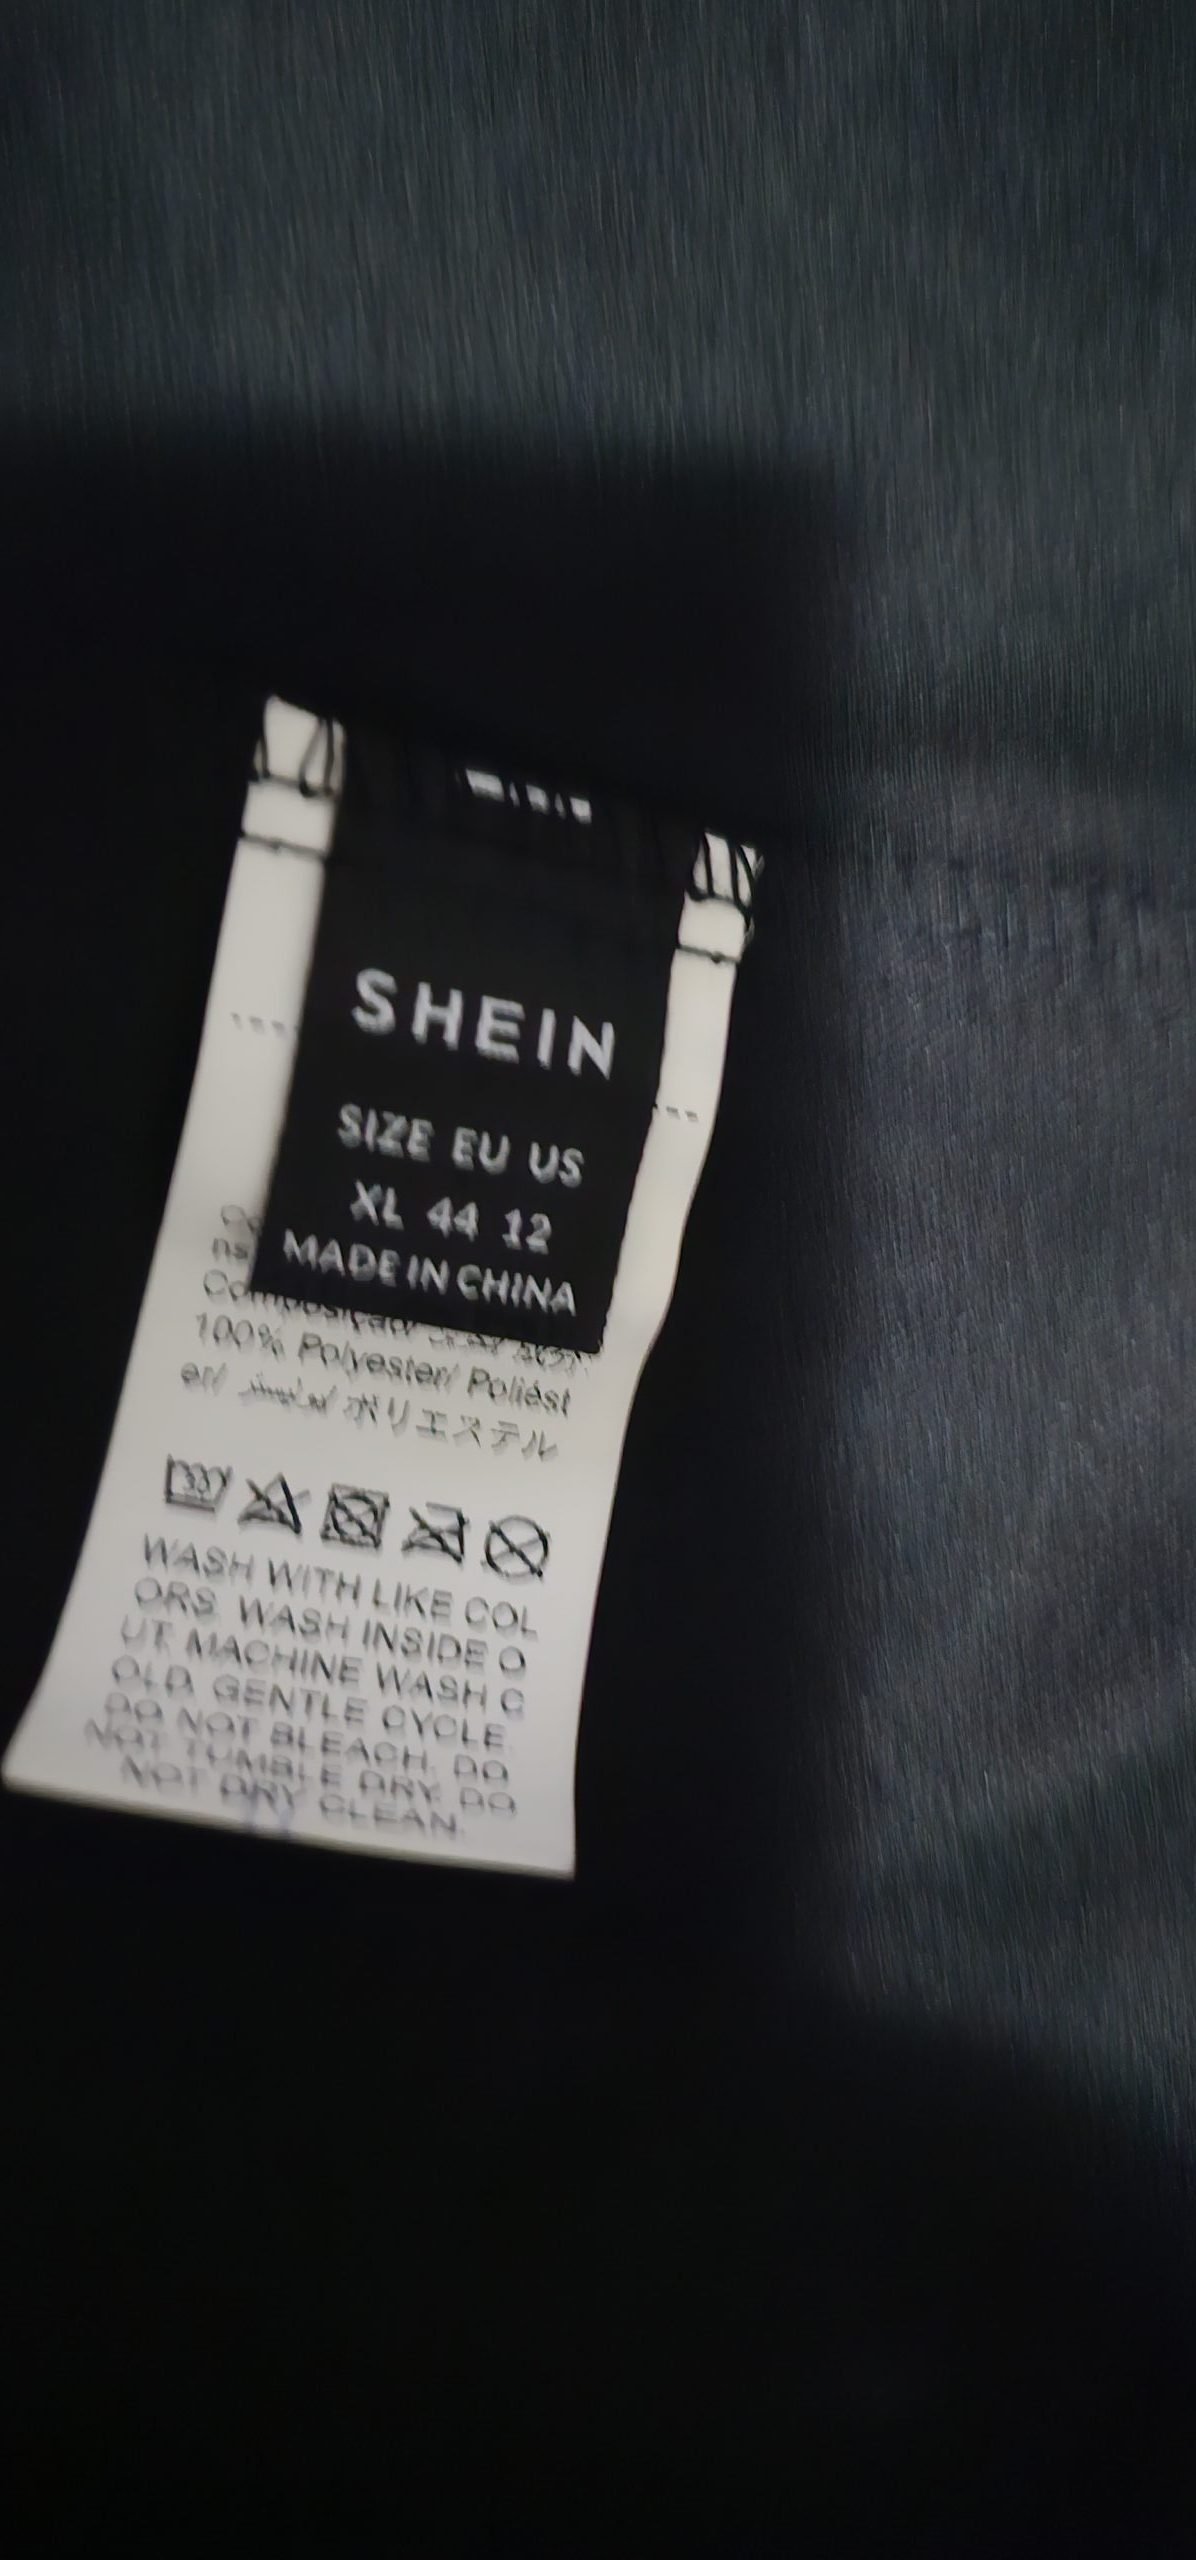 SHEIN
SIZE EU US
XL 44 12
MADE IN CHINA
100% Polyester/ Poliést
er/ ポリエステル
WASH WITH LIKE COL
ORS. WASH INSIDE O
UT. MACHINE WASH C
OLD. GENTLE CYCLE.
DO NOT BLEACH. DO
NOT TUMBLE DRY. DO
NOT DRY CLEAN.